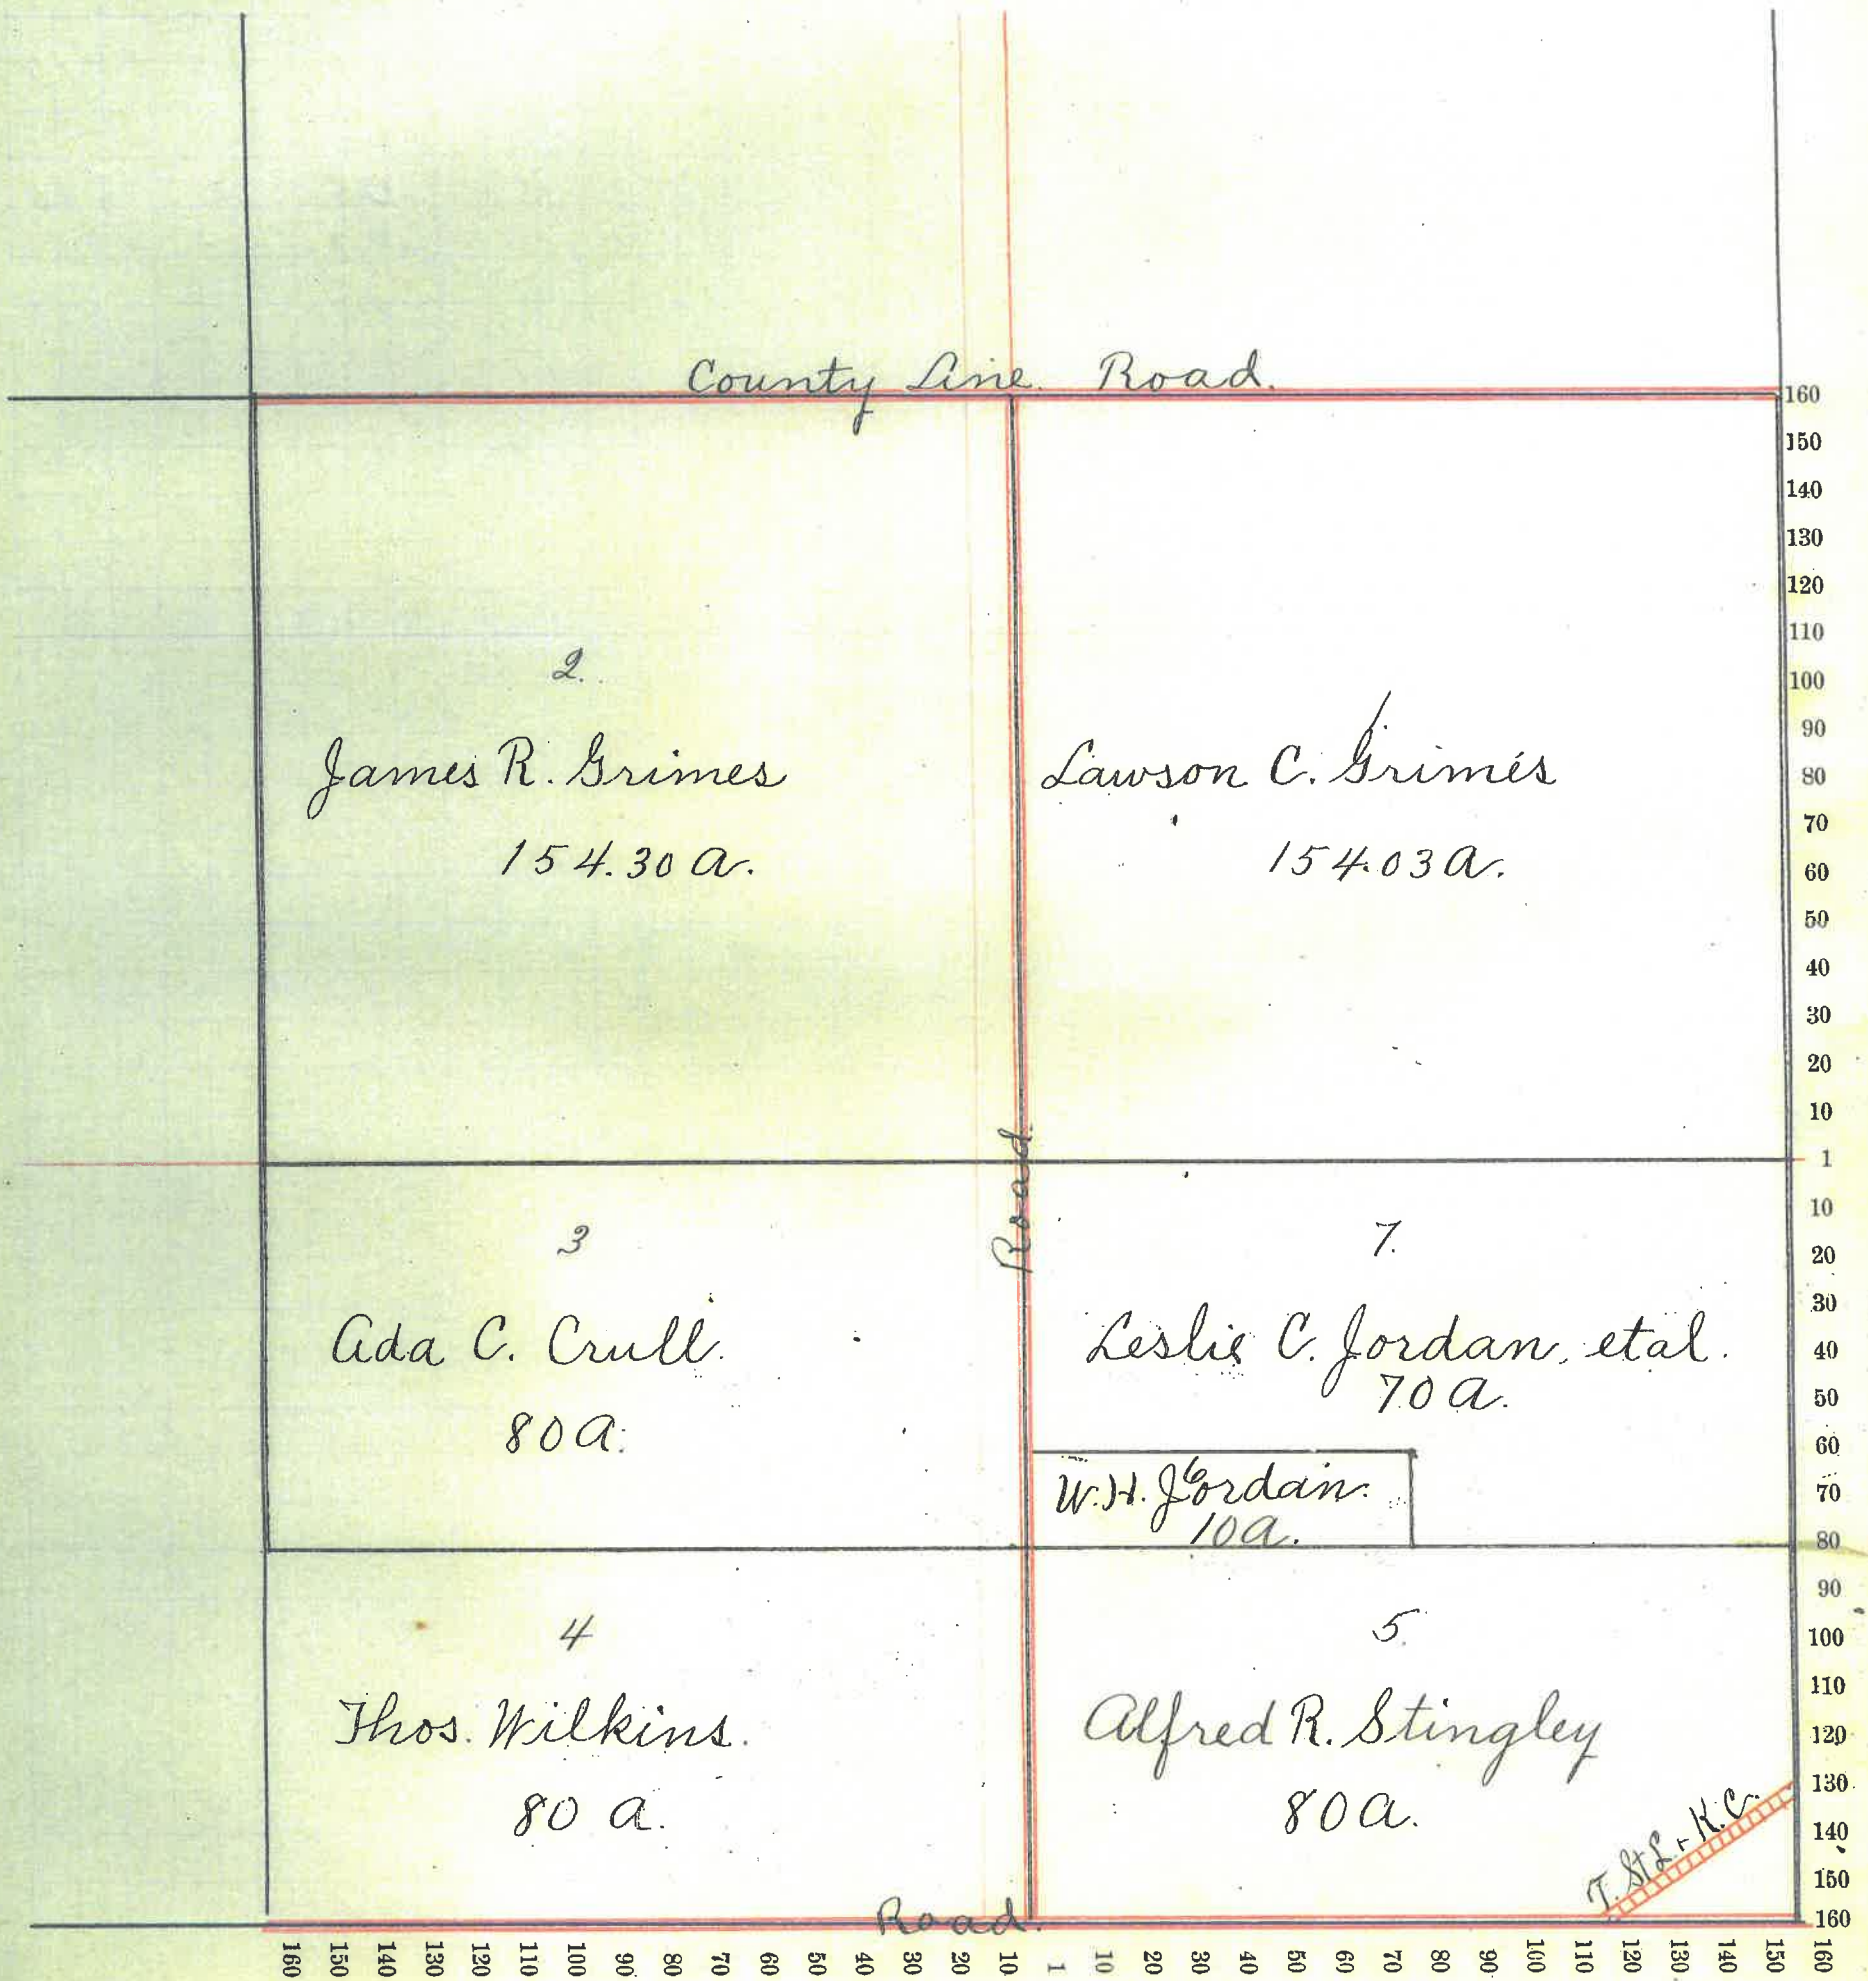 County Line Road.
2.
James R. Grimes
154.30 a.
1
Lawson C. Grimes
154.03 a.
Road.
3
Ada C. Crull.
80 a.
7.
Leslie C. Jordan, etal.
70 a.
6
W. H. Jordan.
10 a.
4
Thos. Wilkins.
80 a.
5.
Alfred R. Stingley
80 a.
T. St L. + K. C.
Road.
160
150
140
130
120
110
100
90
80
70
60
50
40
30
20
10
1
10
20
30
40
50
60
70
80
90
100
110
120
130
140
150
160
160 150 140 130 120 110 100 90 80 70 60 50 40 30 20 10 1 10 20 30 40 50 60 70 80 90 100 110 120 130 140 150 160